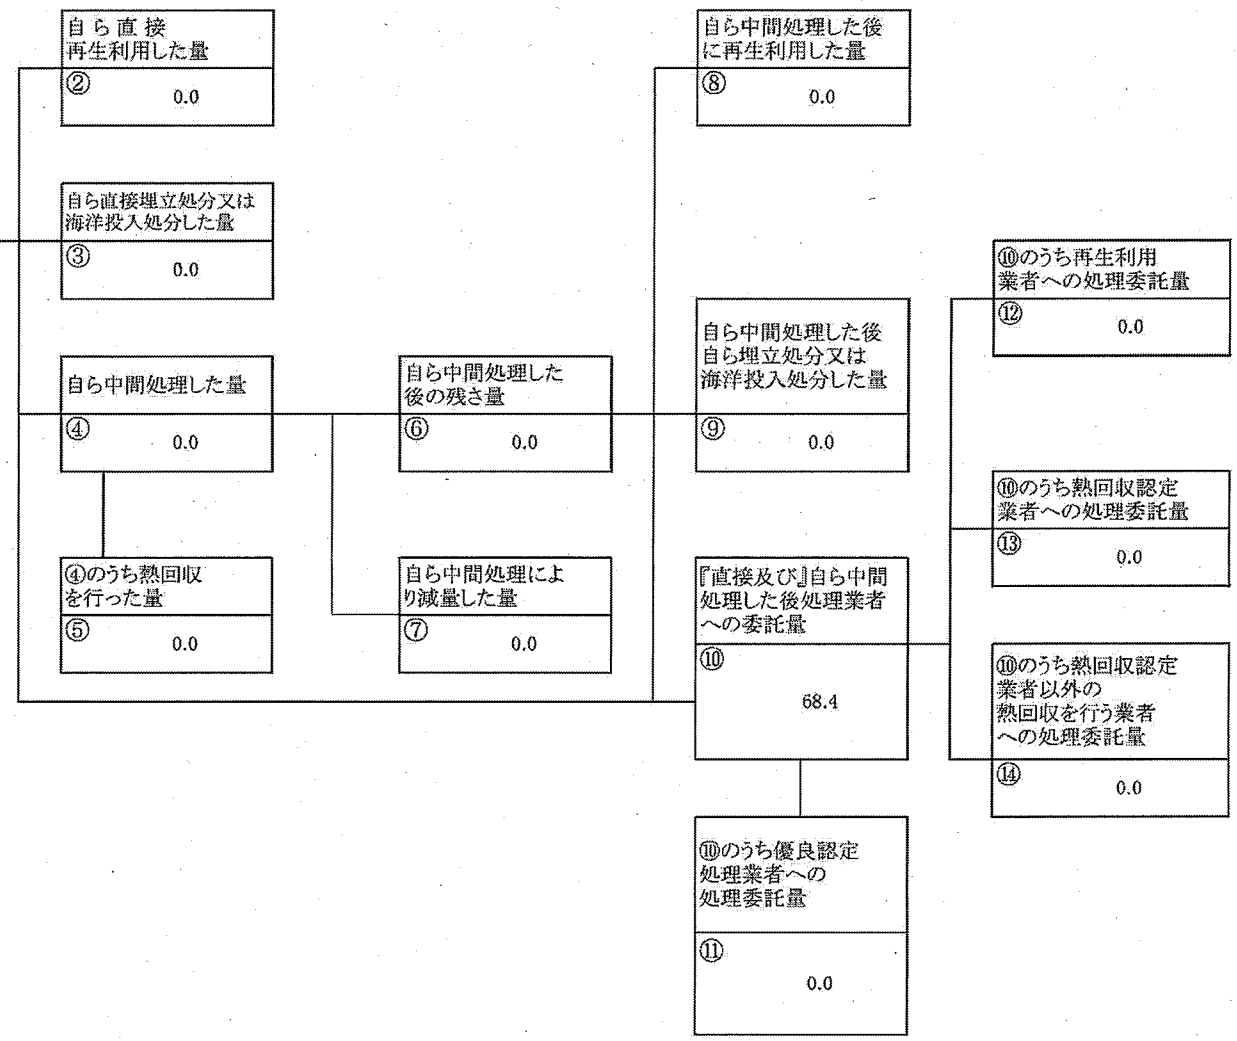 自ら直接
再生利用した量
②
0.0
自ら直接埋立処分又は
海洋投入処分した量
③
0.0
自ら中間処理した量
④
0.0
④のうち熱回収
を行った量
⑤
0.0
自ら中間処理した
後の残さ量
⑥
0.0
自ら中間処理によ
り減量した量
⑦
0.0
自ら中間処理した後
に再生利用した量
⑧
0.0
自ら中間処理した後
自ら埋立処分又は
海洋投入処分した量
⑨
0.0
『直接及び』自ら中間
処理した後処理業者
への委託量
⑩
68.4
⑩のうち優良認定
処理業者への
処理委託量
⑪
0.0
⑩のうち再生利用
業者への処理委託量
⑫
0.0
⑩のうち熱回収認定
業者への処理委託量
⑬
0.0
⑩のうち熱回収認定
業者以外の
熱回収を行う業者
への処理委託量
⑭
0.0